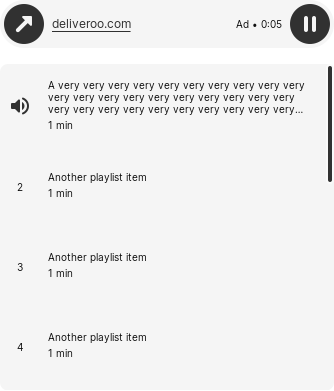 deliveroo.com
Ad • 0:05
A very very very very very very very very very very
very very very very very very very very very very
very very very very very very very very very very...
1 min
2
Another playlist item
1 min
3
Another playlist item
1 min
4
Another playlist item
1 min